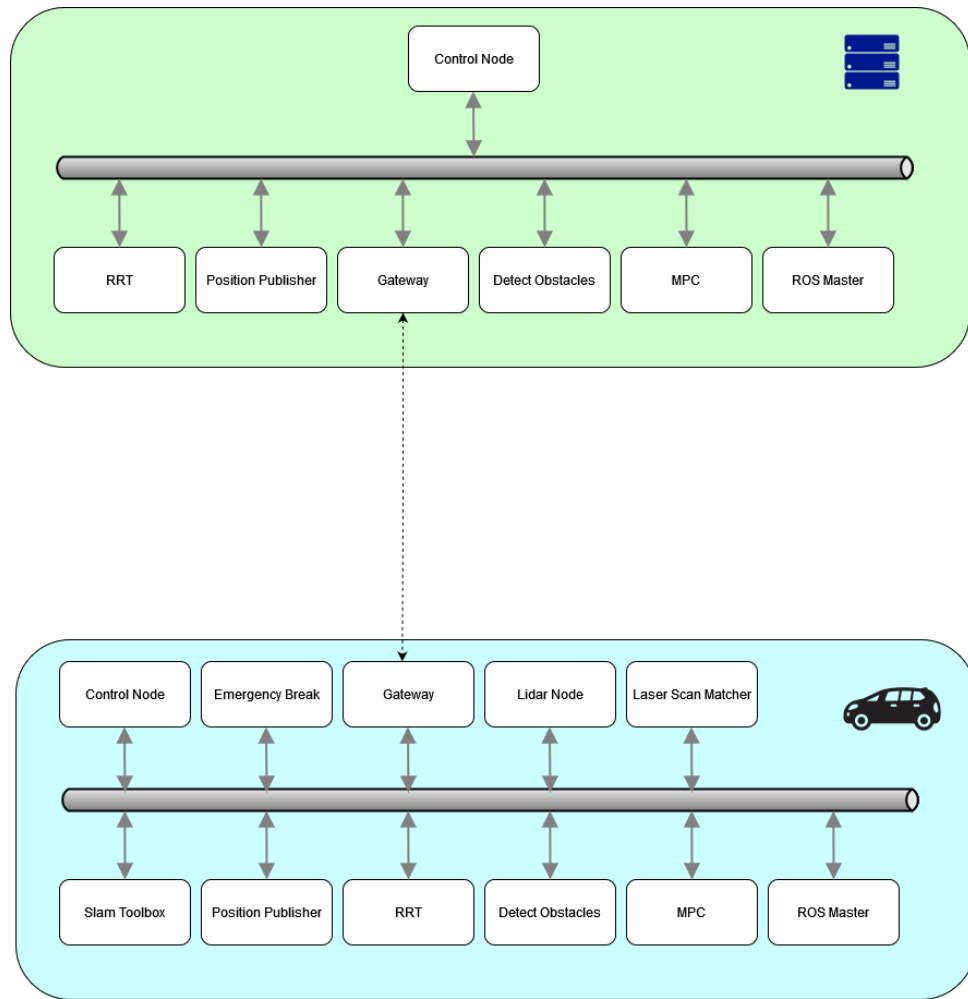 Control Node
RRT
Position Publisher
Gateway
Detect Obstacles
MPC
ROS Master
Control Node
Emergency Break
Gateway
Lidar Node
Laser Scan Matcher
Slam Toolbox
Position Publisher
RRT
Detect Obstacles
MPC
ROS Master